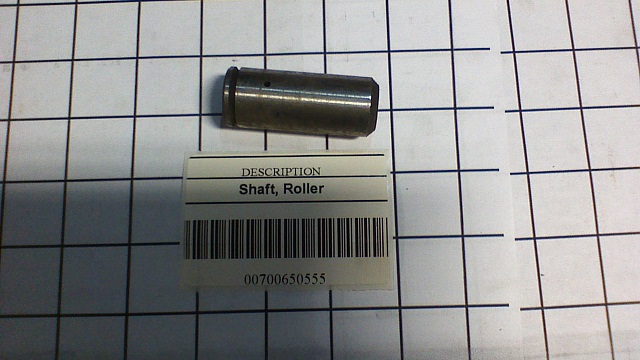 DESCRIPTION
Shaft, Roller
00700650555